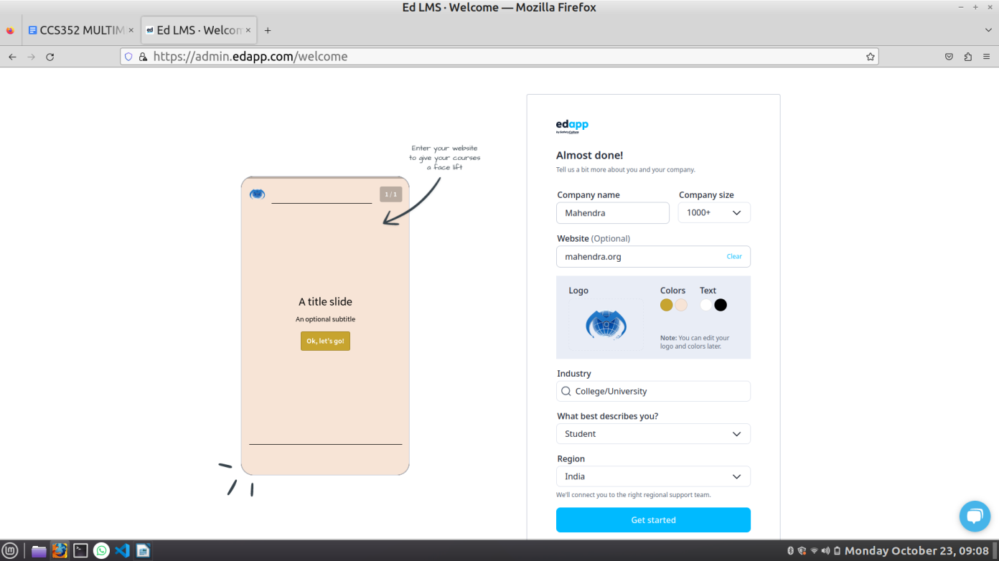 Ed LMS · Welcome — Mozilla Firefox
CCS352 MULTIM
Ed LMS · Welcom
https://admin.edapp.com/welcome
Enter your website
to give your courses
a face lift
1 / 1
A title slide
An optional subtitle
Ok, let's go!
edapp
by SafetyCulture
Almost done!
Tell us a bit more about you and your company.
Company name
Company size
Mahendra
1000+
Website (Optional)
mahendra.org
Clear
Logo
Colors
Text
Note: You can edit your
logo and colors later.
Industry
College/University
What best describes you?
Student
Region
India
We'll connect you to the right regional support team.
Get started
Monday October 23, 09:08